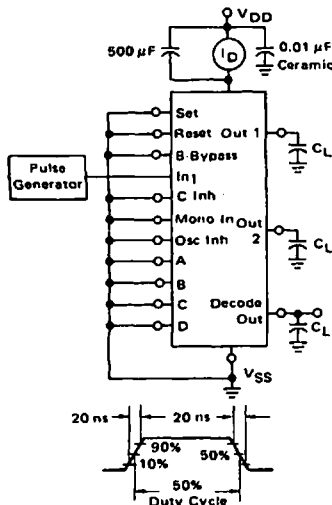 VDD
500 µF
ID
0.01 µF
Ceramic
Set
Reset
Out 1
8-Bypass
CL
Pulse
Generator
In1
C Inh
Mono In
Out
2
CL
Osc Inh
A
B
C
Decode
Out
D
CL
VSS
20 ns
20 ns
90%
10%
50%
50%
Duty Cycle